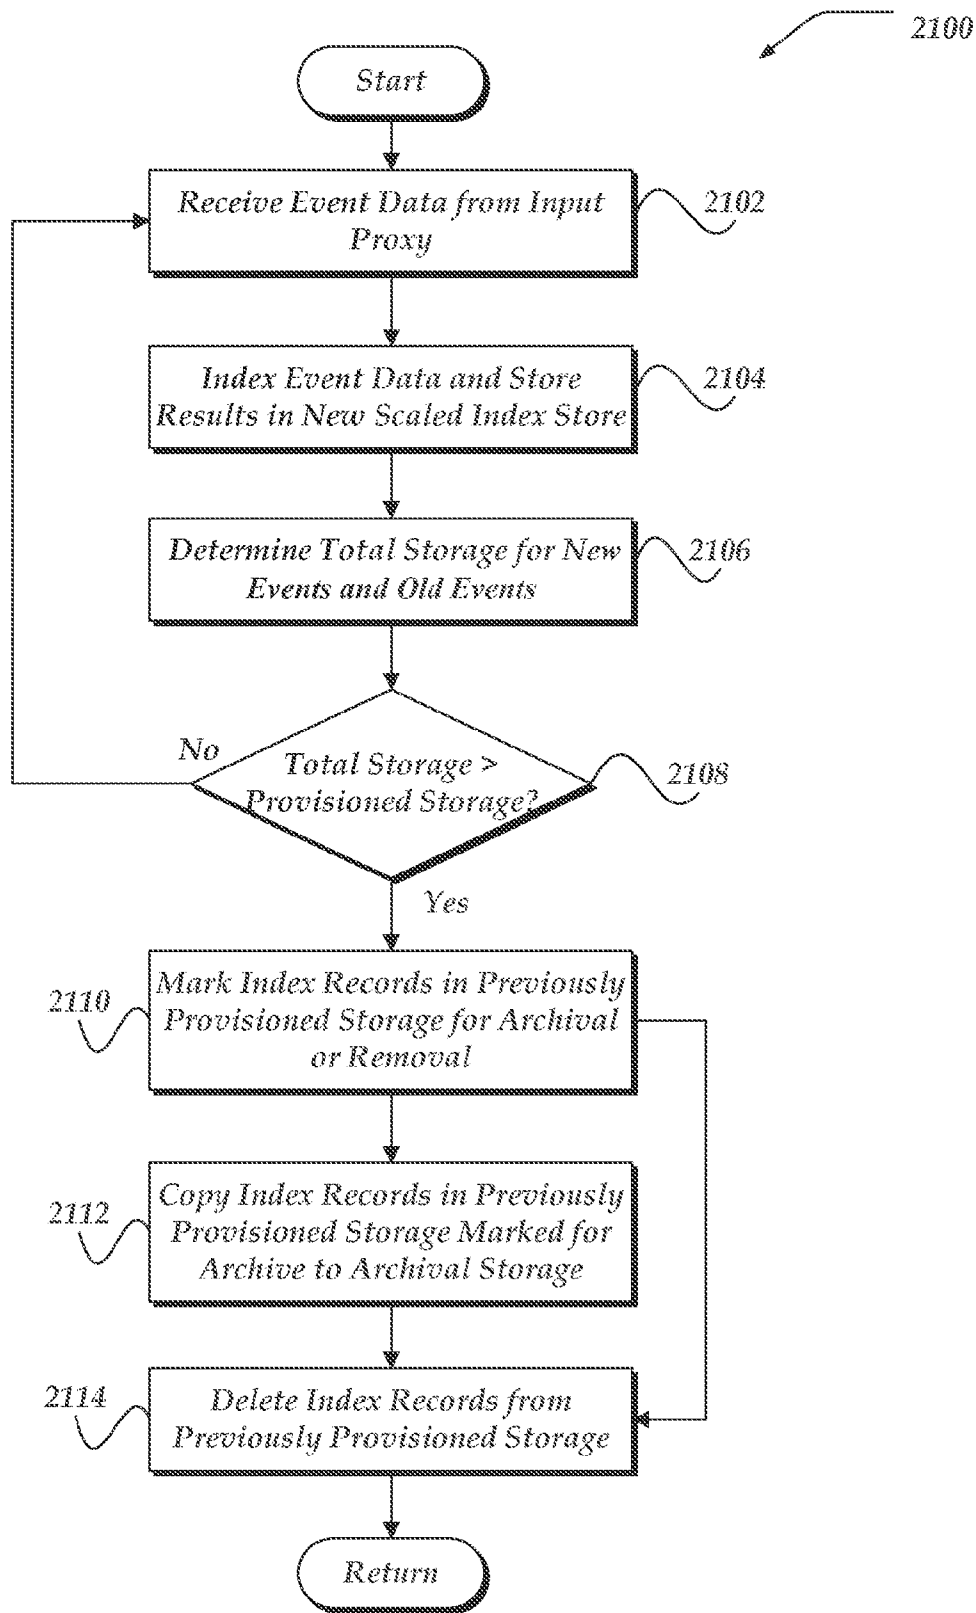 2100
Start
Receive Event Data from Input
Proxy
2102
Index Event Data and Store
Results in New Scaled Index Store
2104
Determine Total Storage for New
Events and Old Events
2106
No
Total Storage >
Provisioned Storage?
2108
Yes
Mark Index Records in Previously
Provisioned Storage for Archival
or Removal
2110
Copy Index Records in Previously
Provisioned Storage Marked for
Archive to Archival Storage
2112
Delete Index Records from
Previously Provisioned Storage
2114
Return